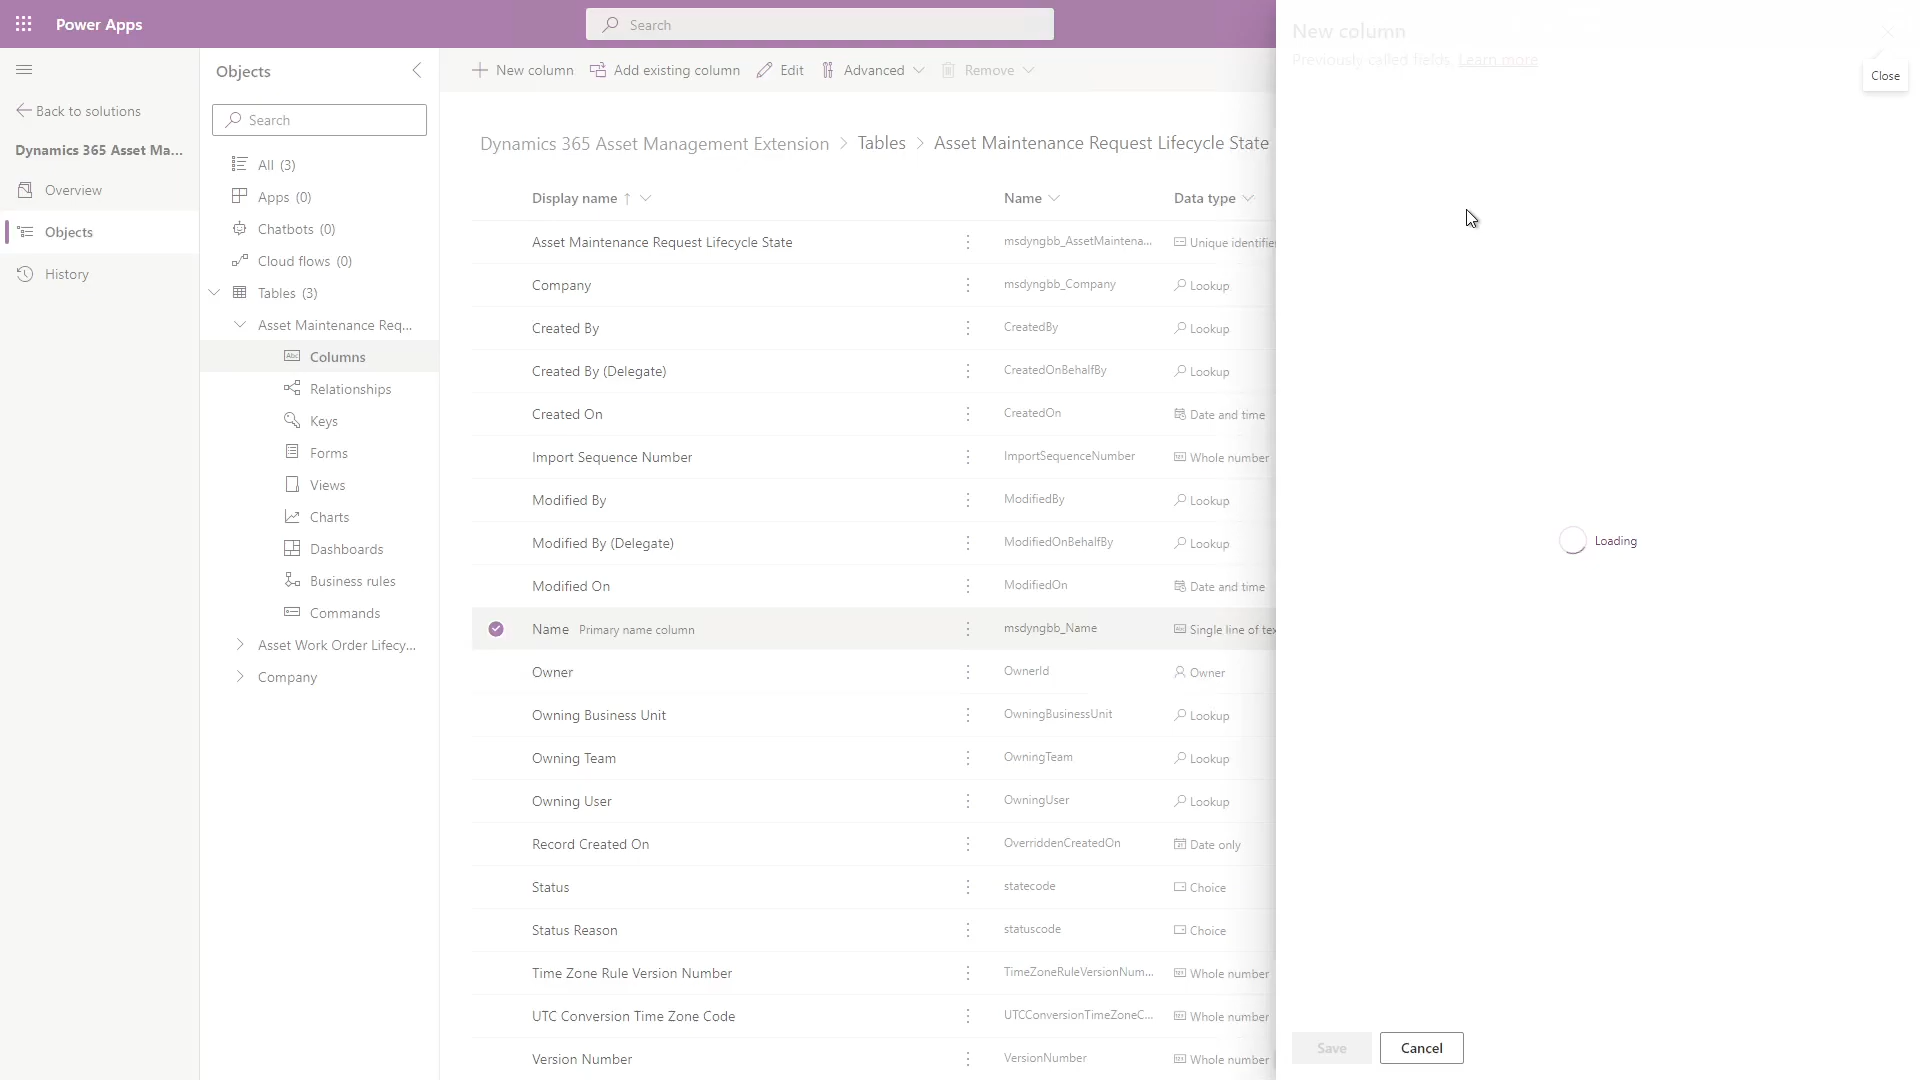 Power Apps
Search
New column
Previously called fields. Learn more
Close
Back to solutions
Dynamics 365 Asset Ma...
Overview
Objects
History
Objects
Search
All (3)
Apps (0)
Chatbots (0)
Cloud flows (0)
Tables (3)
Asset Maintenance Req...
Columns
Relationships
Keys
Forms
Views
Charts
Dashboards
Business rules
Commands
Asset Work Order Lifecy...
Company
New column Add existing column Edit Advanced Remove
Dynamics 365 Asset Management Extension > Tables > Asset Maintenance Request Lifecycle State
Display name ↑ Name Data type
Asset Maintenance Request Lifecycle State msdyngbb_AssetMaintena... Unique identifie
Company msdyngbb_Company Lookup
Created By CreatedBy Lookup
Created By (Delegate) CreatedOnBehalfBy Lookup
Created On CreatedOn Date and time
Import Sequence Number ImportSequenceNumber Whole number
Modified By ModifiedBy Lookup
Modified By (Delegate) ModifiedOnBehalfBy Lookup
Modified On ModifiedOn Date and time
Name Primary name column msdyngbb_Name Single line of tex
Owner OwnerId Owner
Owning Business Unit OwningBusinessUnit Lookup
Owning Team OwningTeam Lookup
Owning User OwningUser Lookup
Record Created On OverriddenCreatedOn Date only
Status statecode Choice
Status Reason statuscode Choice
Time Zone Rule Version Number TimeZoneRuleVersionNum... Whole number
UTC Conversion Time Zone Code UTCConversionTimeZoneC... Whole number
Version Number VersionNumber Whole number
Loading
Save Cancel